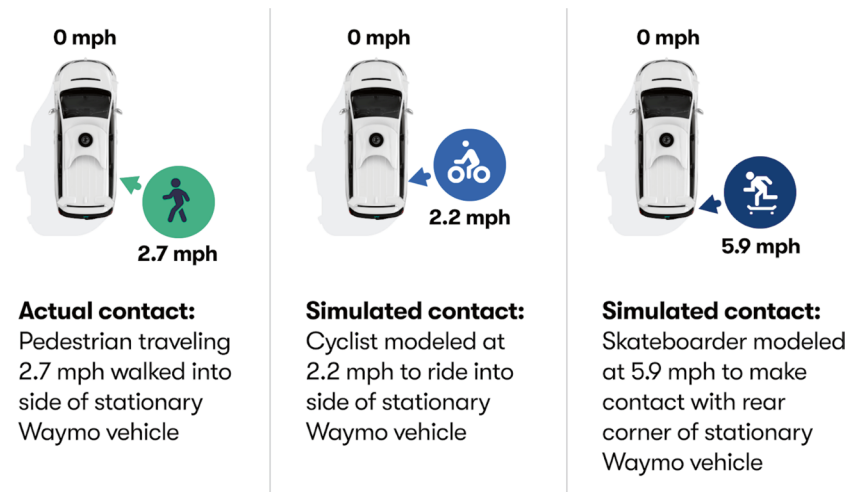 0 mph
2.7 mph
Actual contact:
Pedestrian traveling
2.7 mph walked into
side of stationary
Waymo vehicle
0 mph
2.2 mph
Simulated contact:
Cyclist modeled at
2.2 mph to ride into
side of stationary
Waymo vehicle
0 mph
5.9 mph
Simulated contact:
Skateboarder modeled
at 5.9 mph to make
contact with rear
corner of stationary
Waymo vehicle